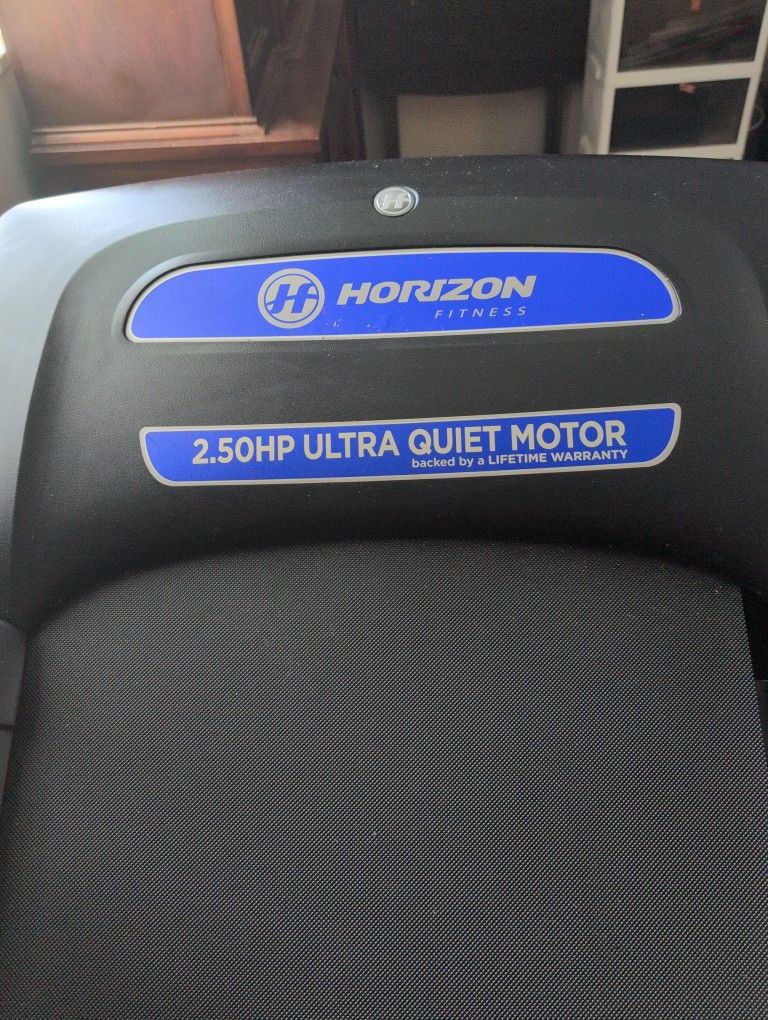 HORIZON
FITNESS
2.50HP ULTRA QUIET MOTOR
backed by a LIFETIME WARRANTY